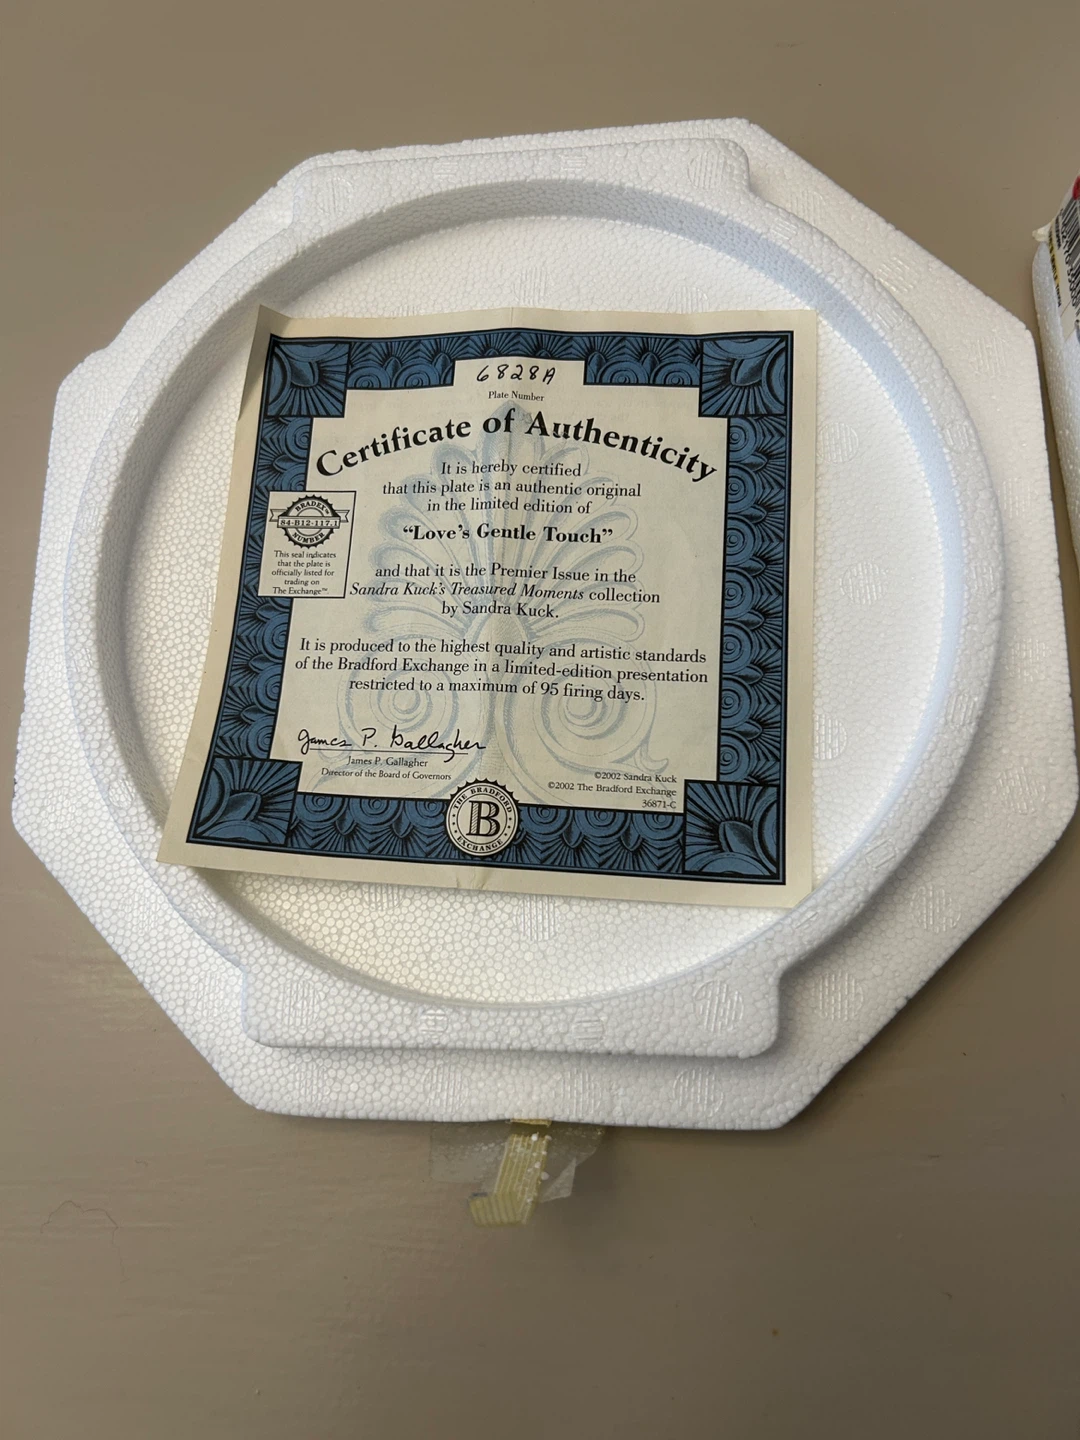 6828A
Plate Number
Certificate of Authenticity
It is hereby certified
that this plate is an authentic original
in the limited edition of
“Love’s Gentle Touch”
and that it is the Premier Issue in the
Sandra Kuck’s Treasured Moments collection
by Sandra Kuck.
BRADEX™
84-B12-117.1
NUMBER
This seal indicates
that the plate is
officially listed for
trading on
The Exchange™.
It is produced to the highest quality and artistic standards
of the Bradford Exchange in a limited-edition presentation
restricted to a maximum of 95 firing days.
James P. Gallagher
James P. Gallagher
Director of the Board of Governors
©2002 Sandra Kuck
©2002 The Bradford Exchange
36871-C
THE BRADFORD
B
EXCHANGE